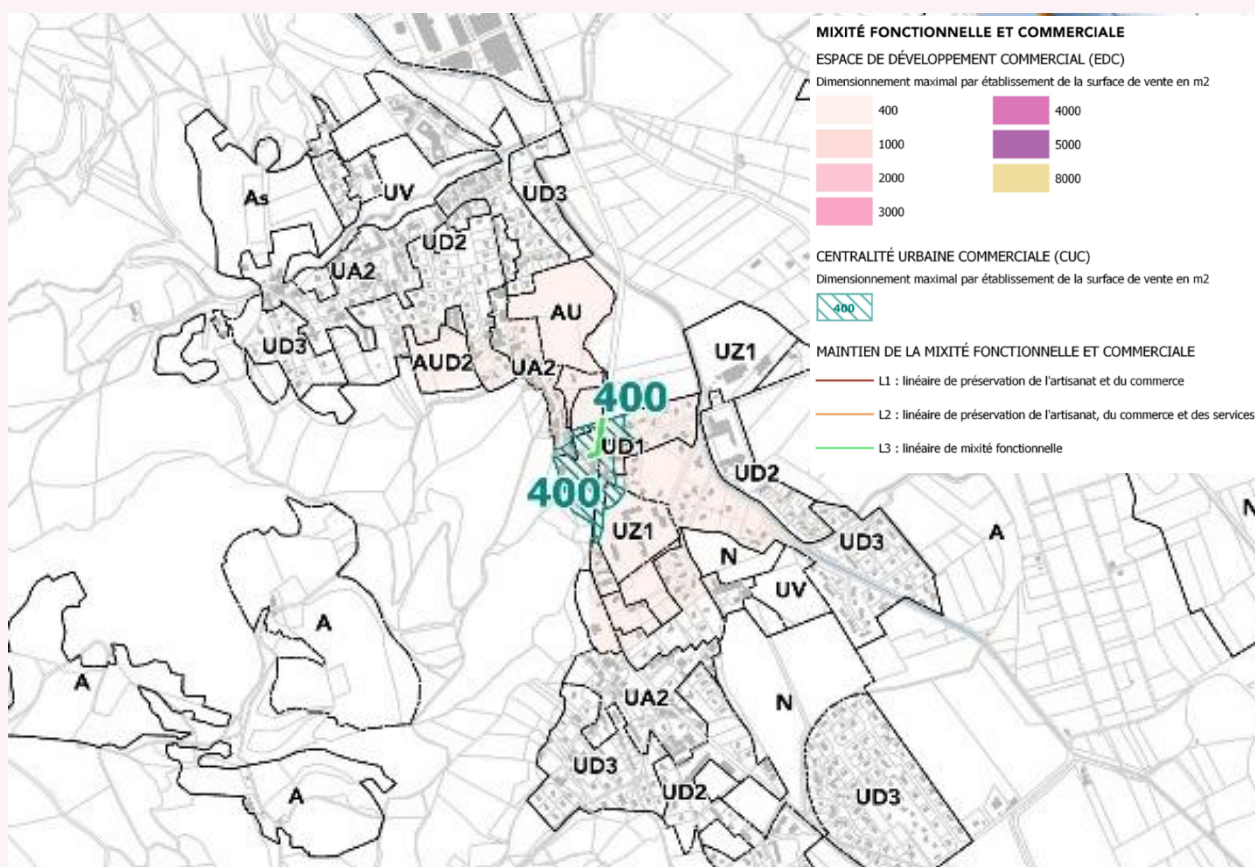 MIXITÉ FONCTIONNELLE ET COMMERCIALE
ESPACE DE DÉVELOPPEMENT COMMERCIAL (EDC)
Dimensionnement maximal par établissement de la surface de vente en m2
400
4000
1000
5000
2000
8000
3000
CENTRALITÉ URBAINE COMMERCIALE (CUC)
Dimensionnement maximal par établissement de la surface de vente en m2
400
MAINTIEN DE LA MIXITÉ FONCTIONNELLE ET COMMERCIALE
L1 : linéaire de préservation de l'artisanat et du commerce
L2 : linéaire de préservation de l'artisanat, du commerce et des services
L3 : linéaire de mixité fonctionnelle
As
UV
UD3
UD2
UA2
AU
UD3
AUD2
UA2
UZ1
400
UD1
UD2
400
UZ1
N
UD3
A
N
UV
A
A
UA2
N
UD3
UD2
A
UD3